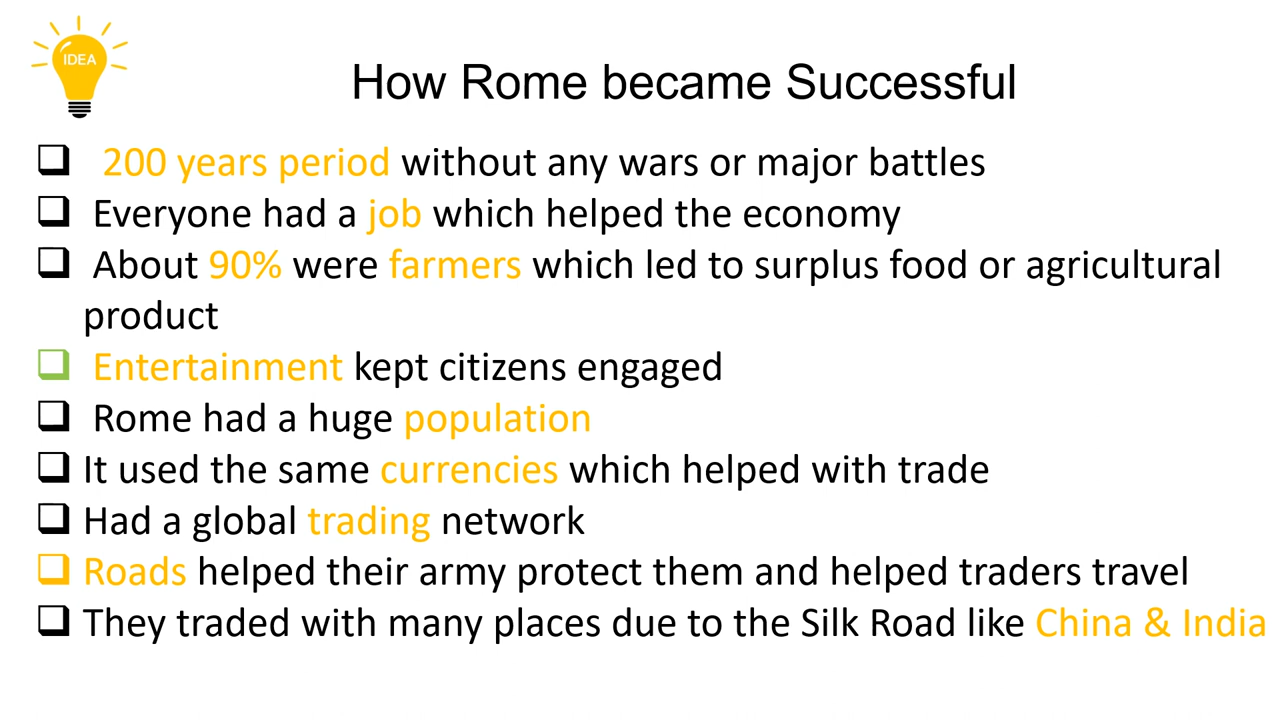 IDEA
How Rome became Successful
200 years period without any wars or major battles
Everyone had a job which helped the economy
About 90% were farmers which led to surplus food or agricultural
product
Entertainment kept citizens engaged
Rome had a huge population
It used the same currencies which helped with trade
Had a global trading network
Roads helped their army protect them and helped traders travel
They traded with many places due to the Silk Road like China & India